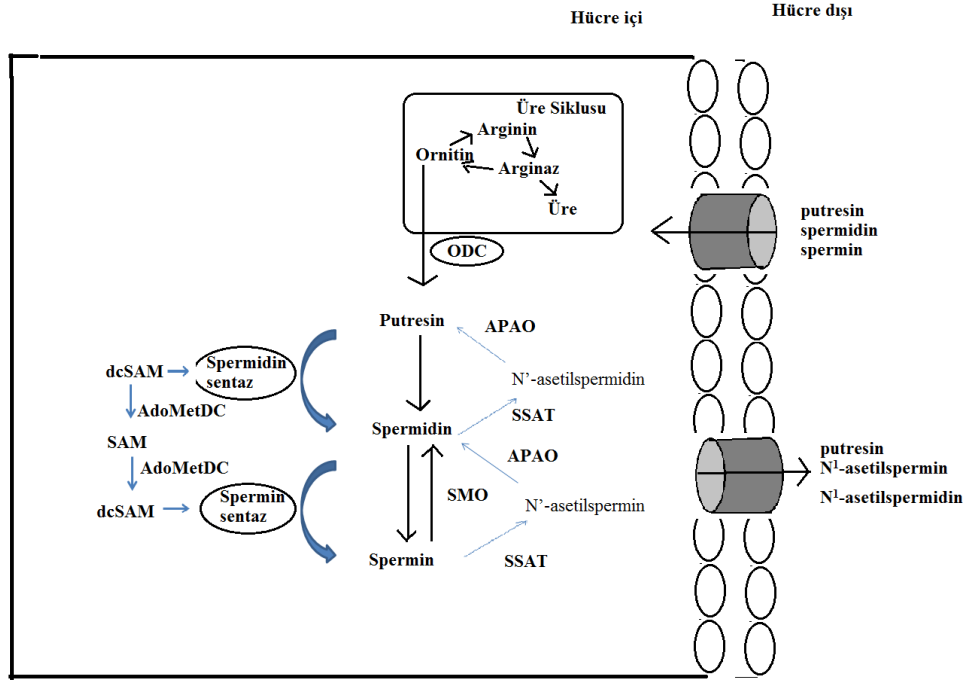 Hücre içi
Hücre dışı
Üre Siklusu
Arginin
Ornitin
Arginaz
Üre
ODC
putresin
spermidin
spermin
Putresin
APAO
dcSAM
Spermidin
sentaz
N'-asetilspermidin
AdoMetDC
SSAT
SAM
Spermidin
APAO
AdoMetDC
SMO
putresin
N¹-asetilspermin
N¹-asetilspermidin
dcSAM
Spermin
sentaz
N'-asetilspermin
Spermin
SSAT